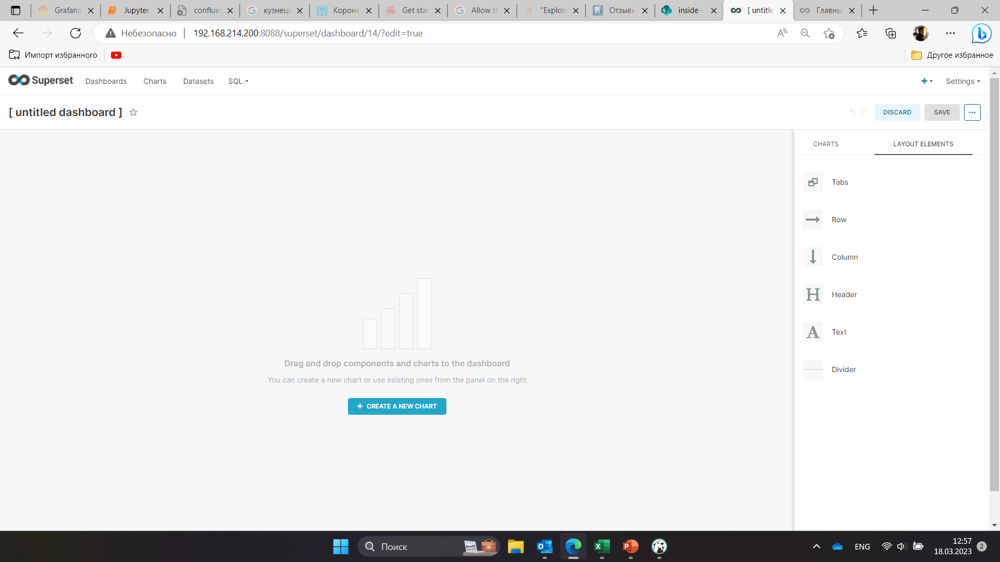 Grafana
Jupyter
confluen
кузнецк
Коронк
Get star
Allow th
"Explore
Отзывь
inside -
[ untitle
Главны
Небезопасно
192.168.214.200:8088/superset/dashboard/14/?edit=true
Импорт избранного
Другое избранное
Superset
Dashboards
Charts
Datasets
SQL
Settings
[ untitled dashboard ]
DISCARD
SAVE
CHARTS
LAYOUT ELEMENTS
Tabs
Row
Column
H
Header
A
Text
Divider
Drag and drop components and charts to the dashboard
You can create a new chart or use existing ones from the panel on the right
+ CREATE A NEW CHART
Поиск
ENG
12:57
18.03.2023
2